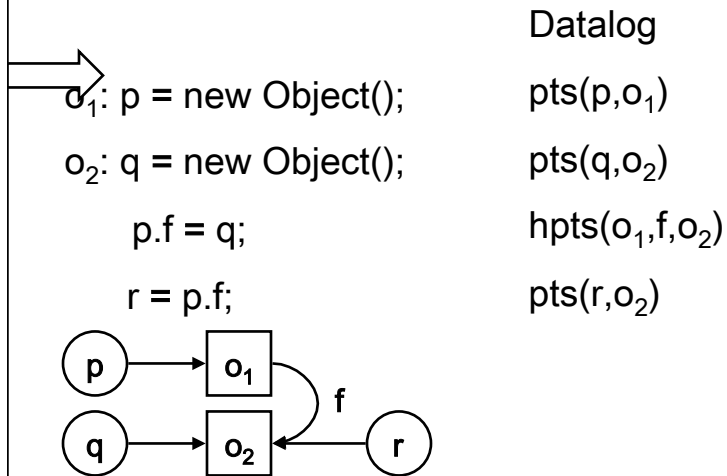 Datalog
o₁: p = new Object(); pts(p,o₁)
o₂: q = new Object(); pts(q,o₂)
p.f = q; hpts(o₁,f,o₂)
r = p.f; pts(r,o₂)
p o₁
f
q o₂ r